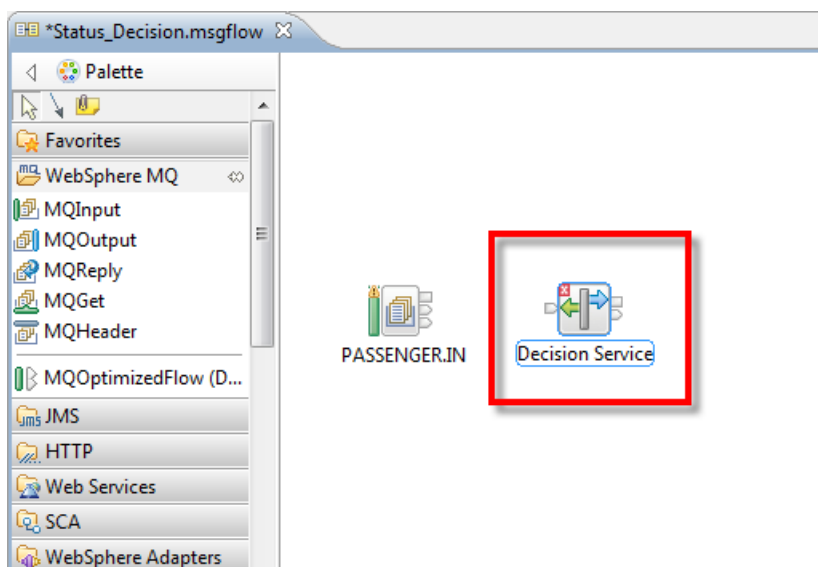 *Status_Decision.msgflow
Palette
Favorites
WebSphere MQ
MQInput
MQOutput
MQReply
MQGet
MQHeader
MQOptimizedFlow (D...
JMS
HTTP
Web Services
SCA
WebSphere Adapters
PASSENGER.IN
Decision Service